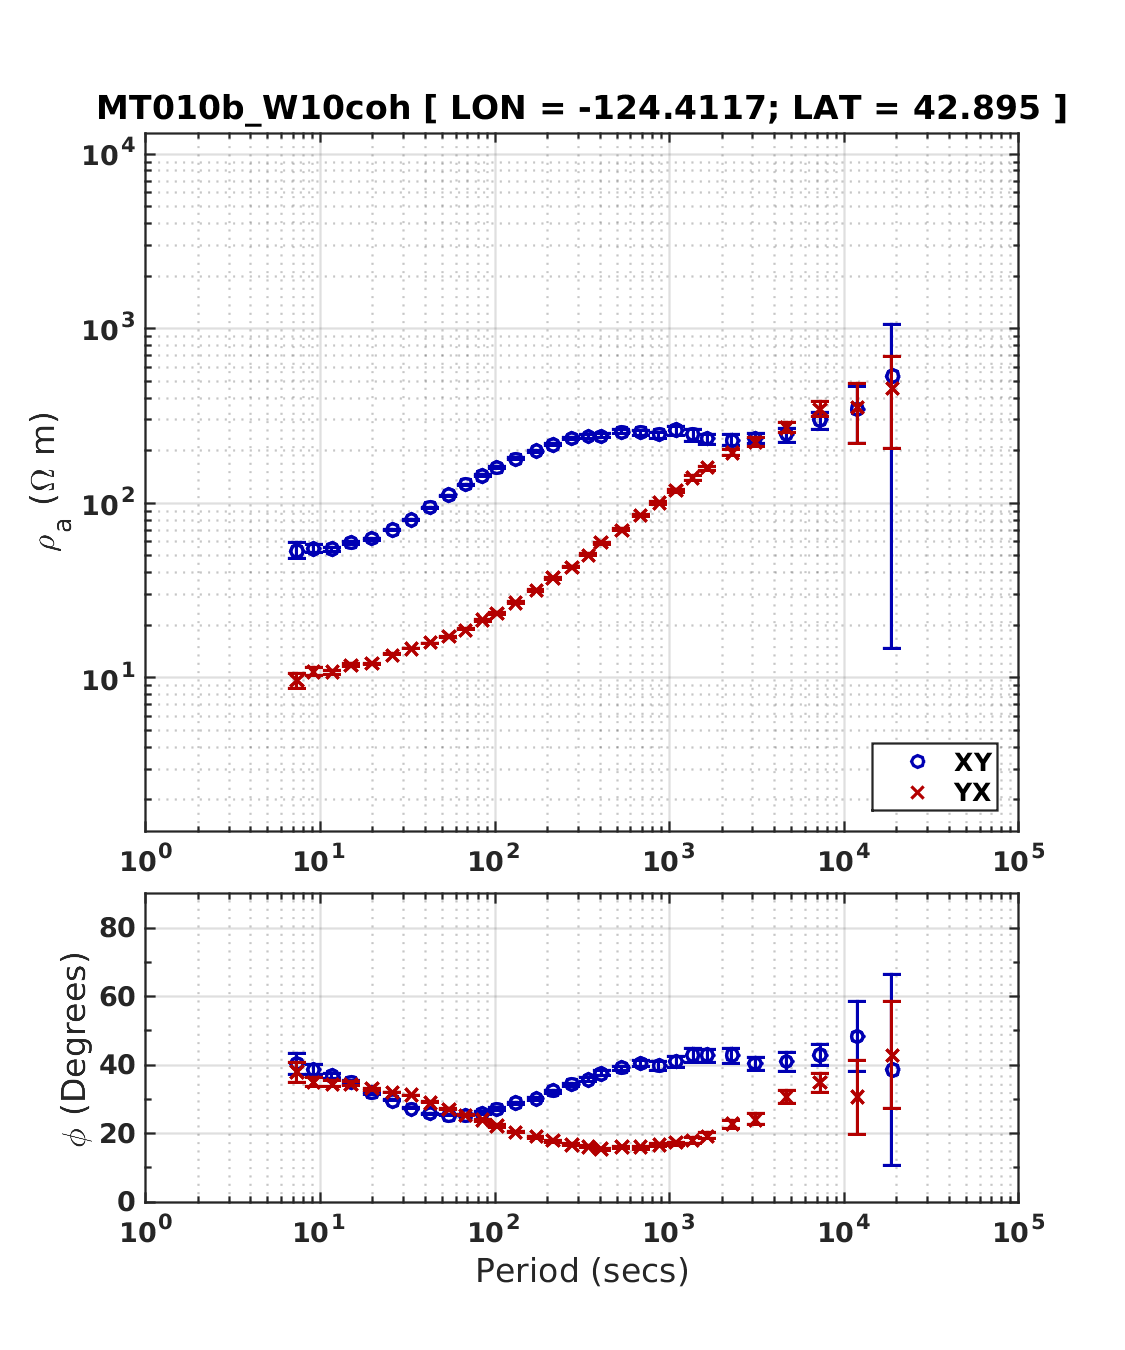 MT010b_W10coh [ LON = -124.4117; LAT = 42.895 ]
10^4
10^3
10^2
10^1
ρ_a (Ω m)
XY
YX
10^0 10^1 10^2 10^3 10^4 10^5
80
60
40
20
0
ϕ (Degrees)
10^0 10^1 10^2 10^3 10^4 10^5
Period (secs)